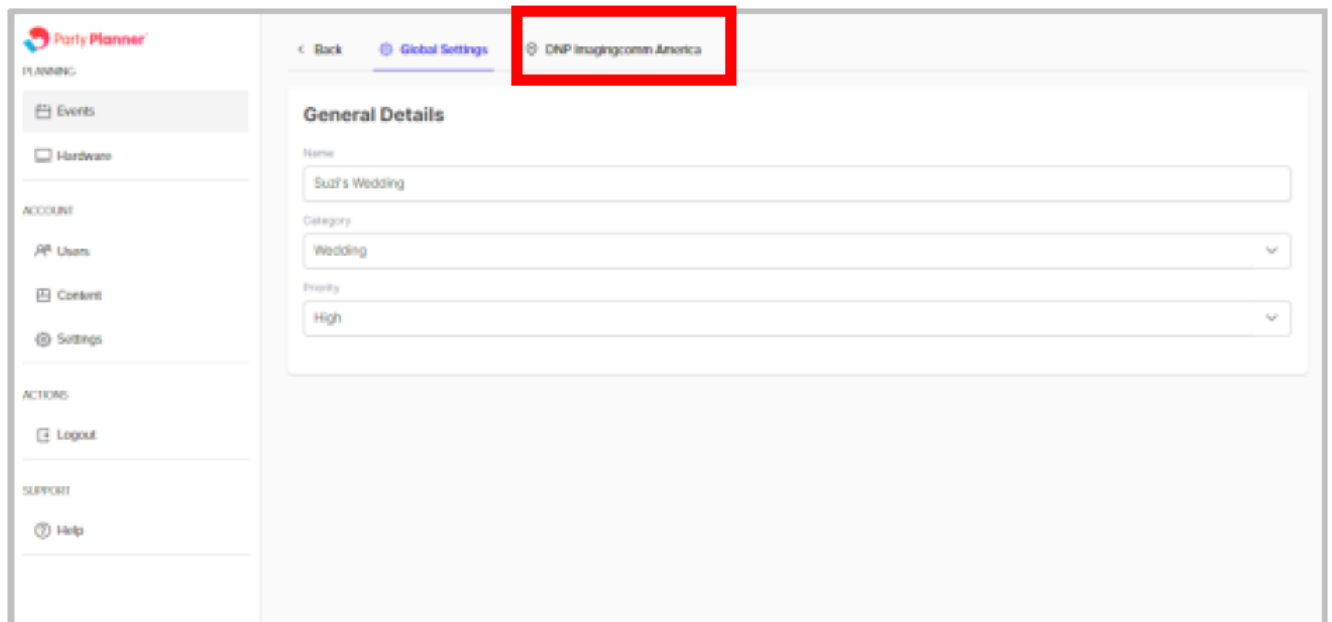 Party Planner
PLANNING
Events
Hardware
ACCOUNT
Users
Content
Settings
ACTIONS
Logout
SUPPORT
Help
Back Global Settings DNP Imagingcomm America
General Details
Name
Suzi's Wedding
Category
Wedding
Priority
High